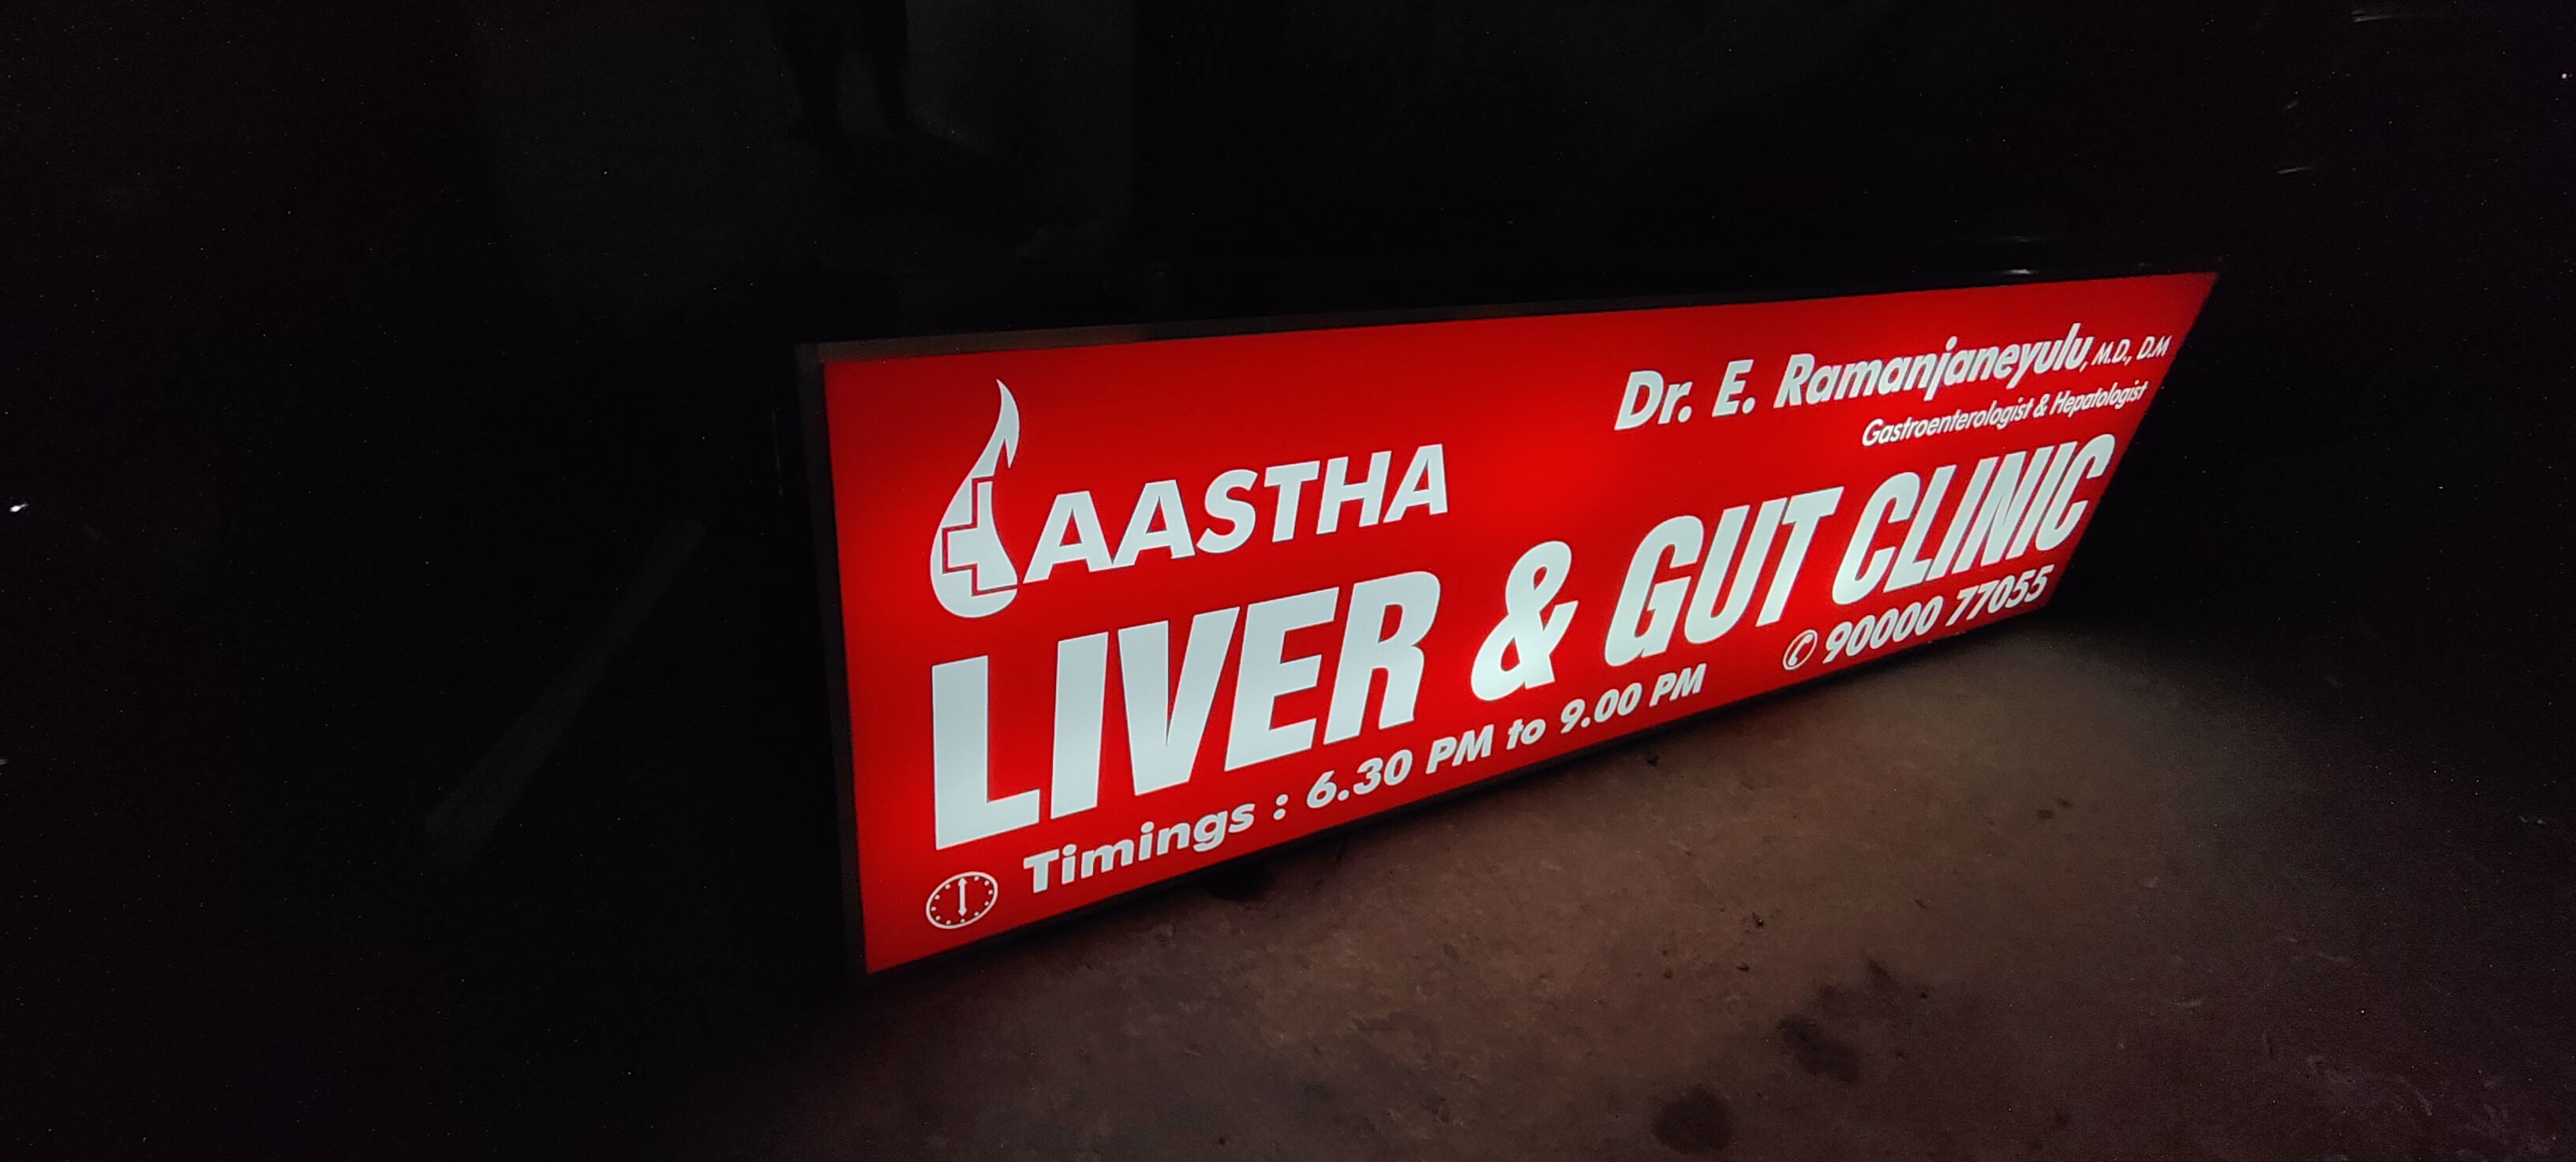 AASTHA
Dr. E. Ramanjaneyulu, M.D., D.M
Gastroenterologist & Hepatologist
LIVER & GUT CLINIC
Timings : 6.30 PM to 9.00 PM
✆ 90000 77055